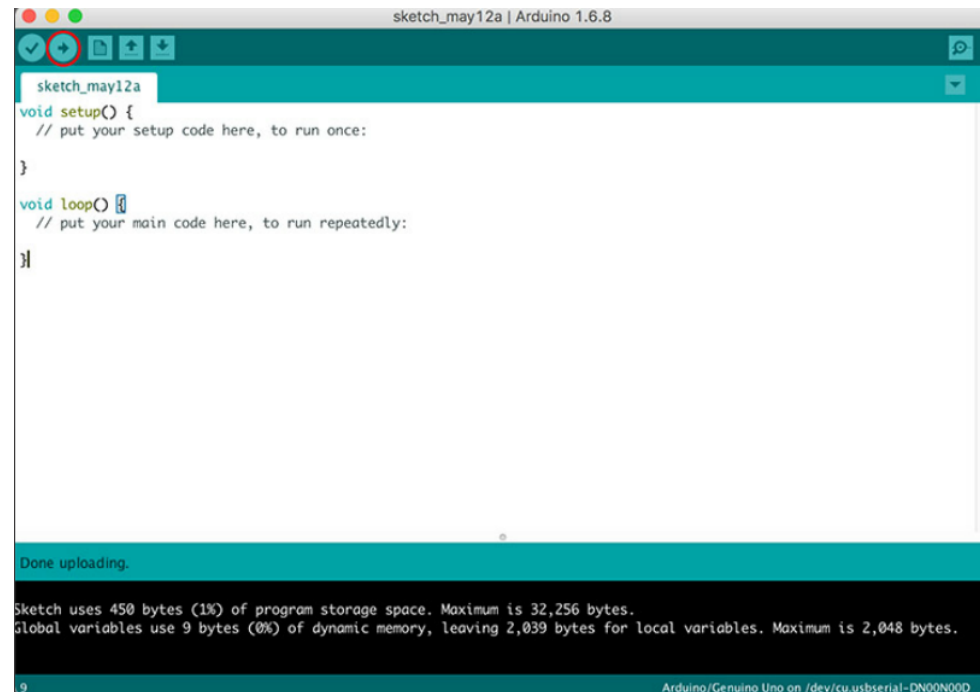 sketch_may12a | Arduino 1.6.8
sketch_may12a
void setup() {
  // put your setup code here, to run once:
}
void loop() {
  // put your main code here, to run repeatedly:
}
Done uploading.
Sketch uses 450 bytes (1%) of program storage space. Maximum is 32,256 bytes.
Global variables use 9 bytes (0%) of dynamic memory, leaving 2,039 bytes for local variables. Maximum is 2,048 bytes.
9
Arduino/Genuino Uno on /dev/cu.usbserial-DN00N00D